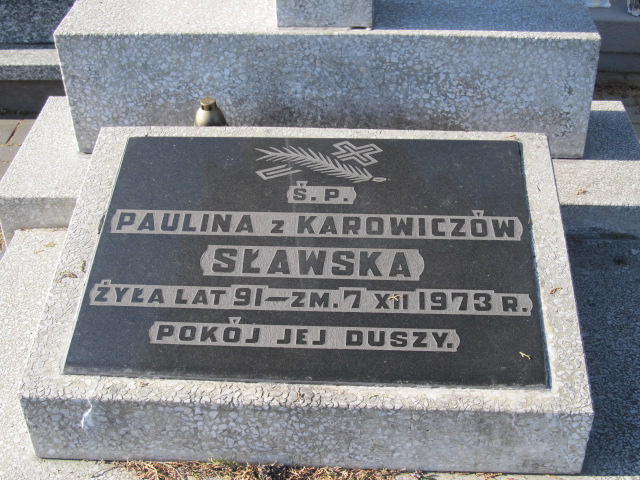 Ś. P.
PAULINA z KAROWICZÓW
SŁAWSKA
ŻYŁA LAT 91 — ZM. 7 XII 1973 R.
POKÓJ JEJ DUSZY.